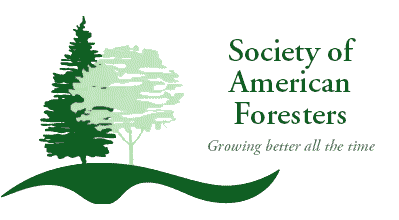 Society of
American
Foresters
Growing better all the time